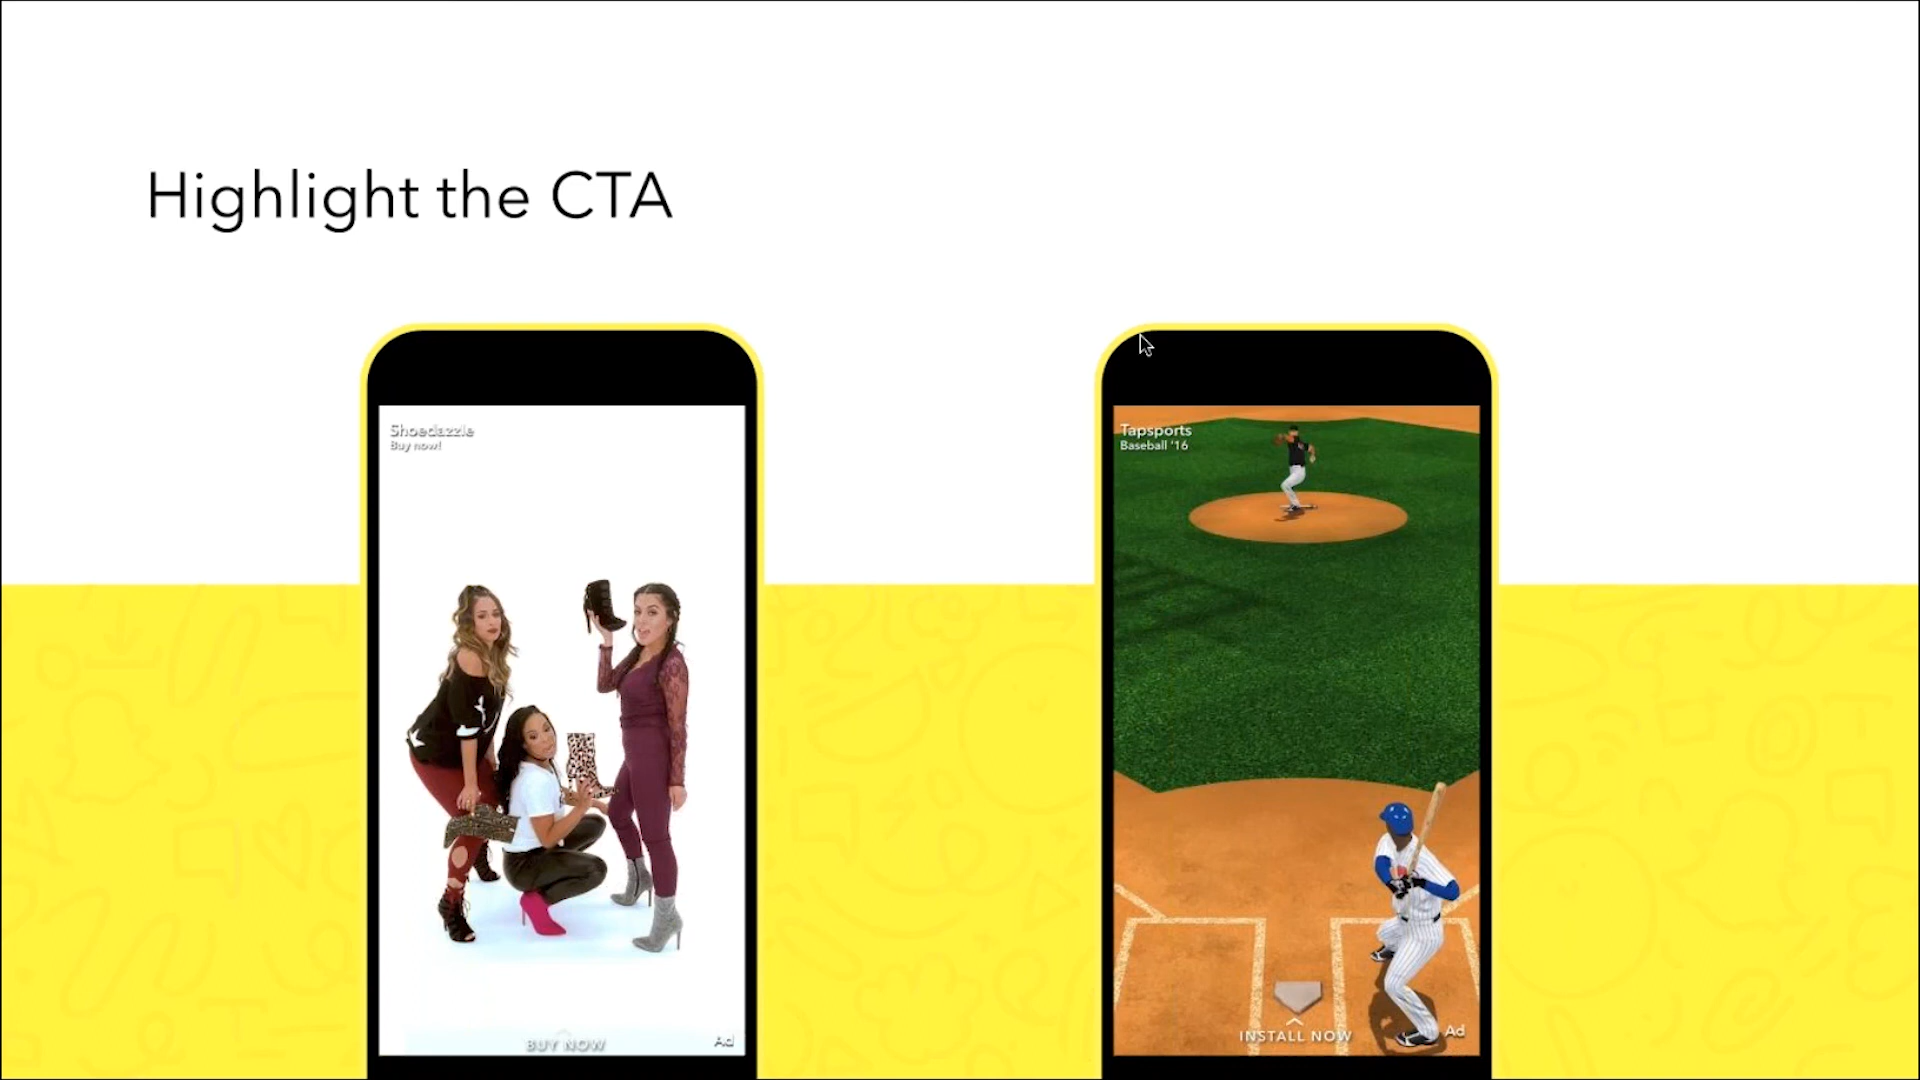 Highlight the CTA
Shoedazzle
Buy now!
BUY NOW
Ad
Tapsports
Baseball '16
INSTALL NOW
Ad